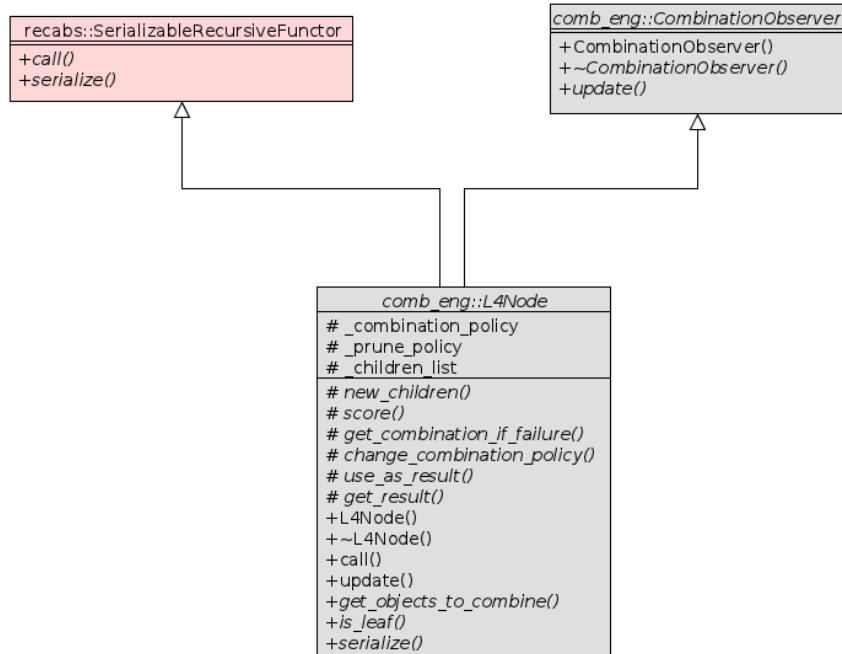 recabs::SerializableRecursiveFunctor
+call()
+serialize()
comb_eng::CombinationObserver
+CombinationObserver()
+~CombinationObserver()
+update()
comb_eng::L4Node
# _combination_policy
# _prune_policy
# _children_list
# new_children()
# score()
# get_combination_if_failure()
# change_combination_policy()
# use_as_result()
# get_result()
+L4Node()
+~L4Node()
+call()
+update()
+get_objects_to_combine()
+is_leaf()
+serialize()